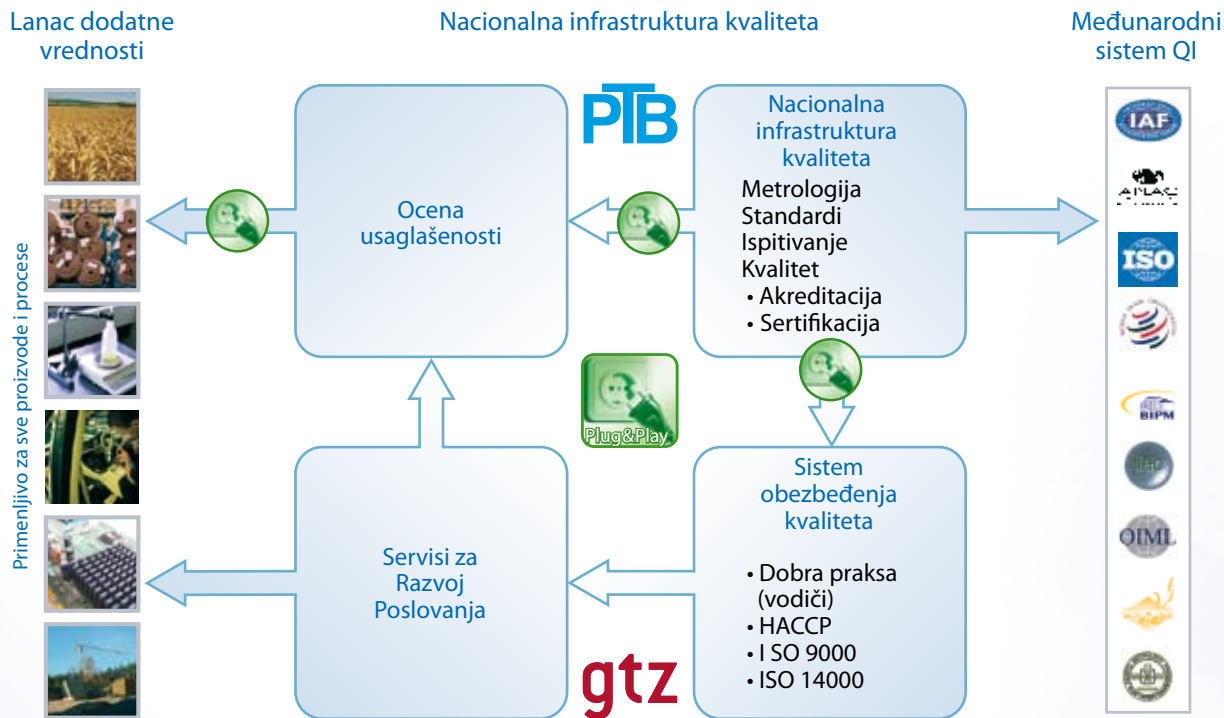 Lanac dodatne
vrednosti
Nacionalna infrastruktura kvaliteta
Međunarodni
sistem QI
Primenljivo za sve proizvode i procese
Ocena
usaglašenosti
PTB
Nacionalna
infrastruktura
kvaliteta
Metrologija
Standardi
Ispitivanje
Kvalitet
• Akreditacija
• Sertifikacija
Plug&Play
Servisi za
Razvoj
Poslovanja
gtz
Sistem
obezbeđenja
kvaliteta
• Dobra praksa
(vodiči)
• HACCP
• I SO 9000
• ISO 14000
IAF
ISO
BIPM
ilac
OIML